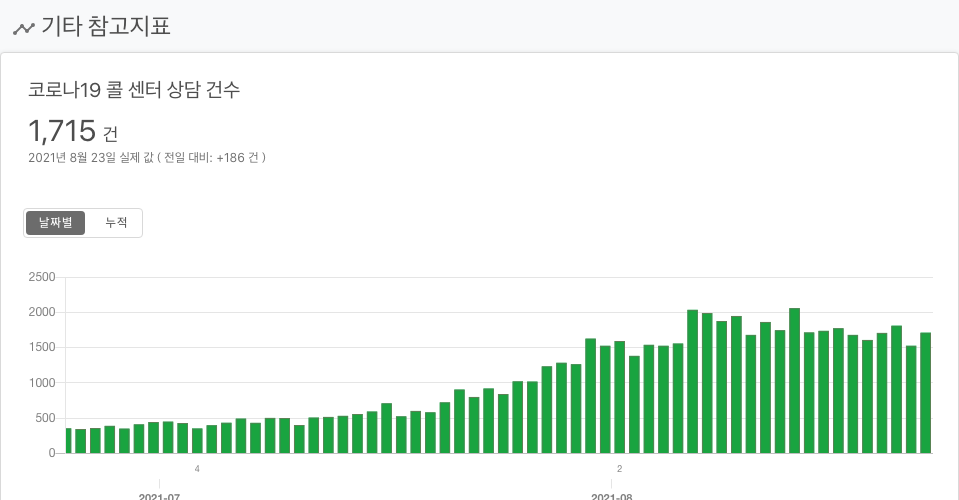 기타 참고지표
코로나19 콜 센터 상담 건수
1,715 건
2021년 8월 23일 실제 값 ( 전일 대비: +186 건 )
날짜별 누적
2500
2000
1500
1000
500
0
4 2
2021-07 2021-08